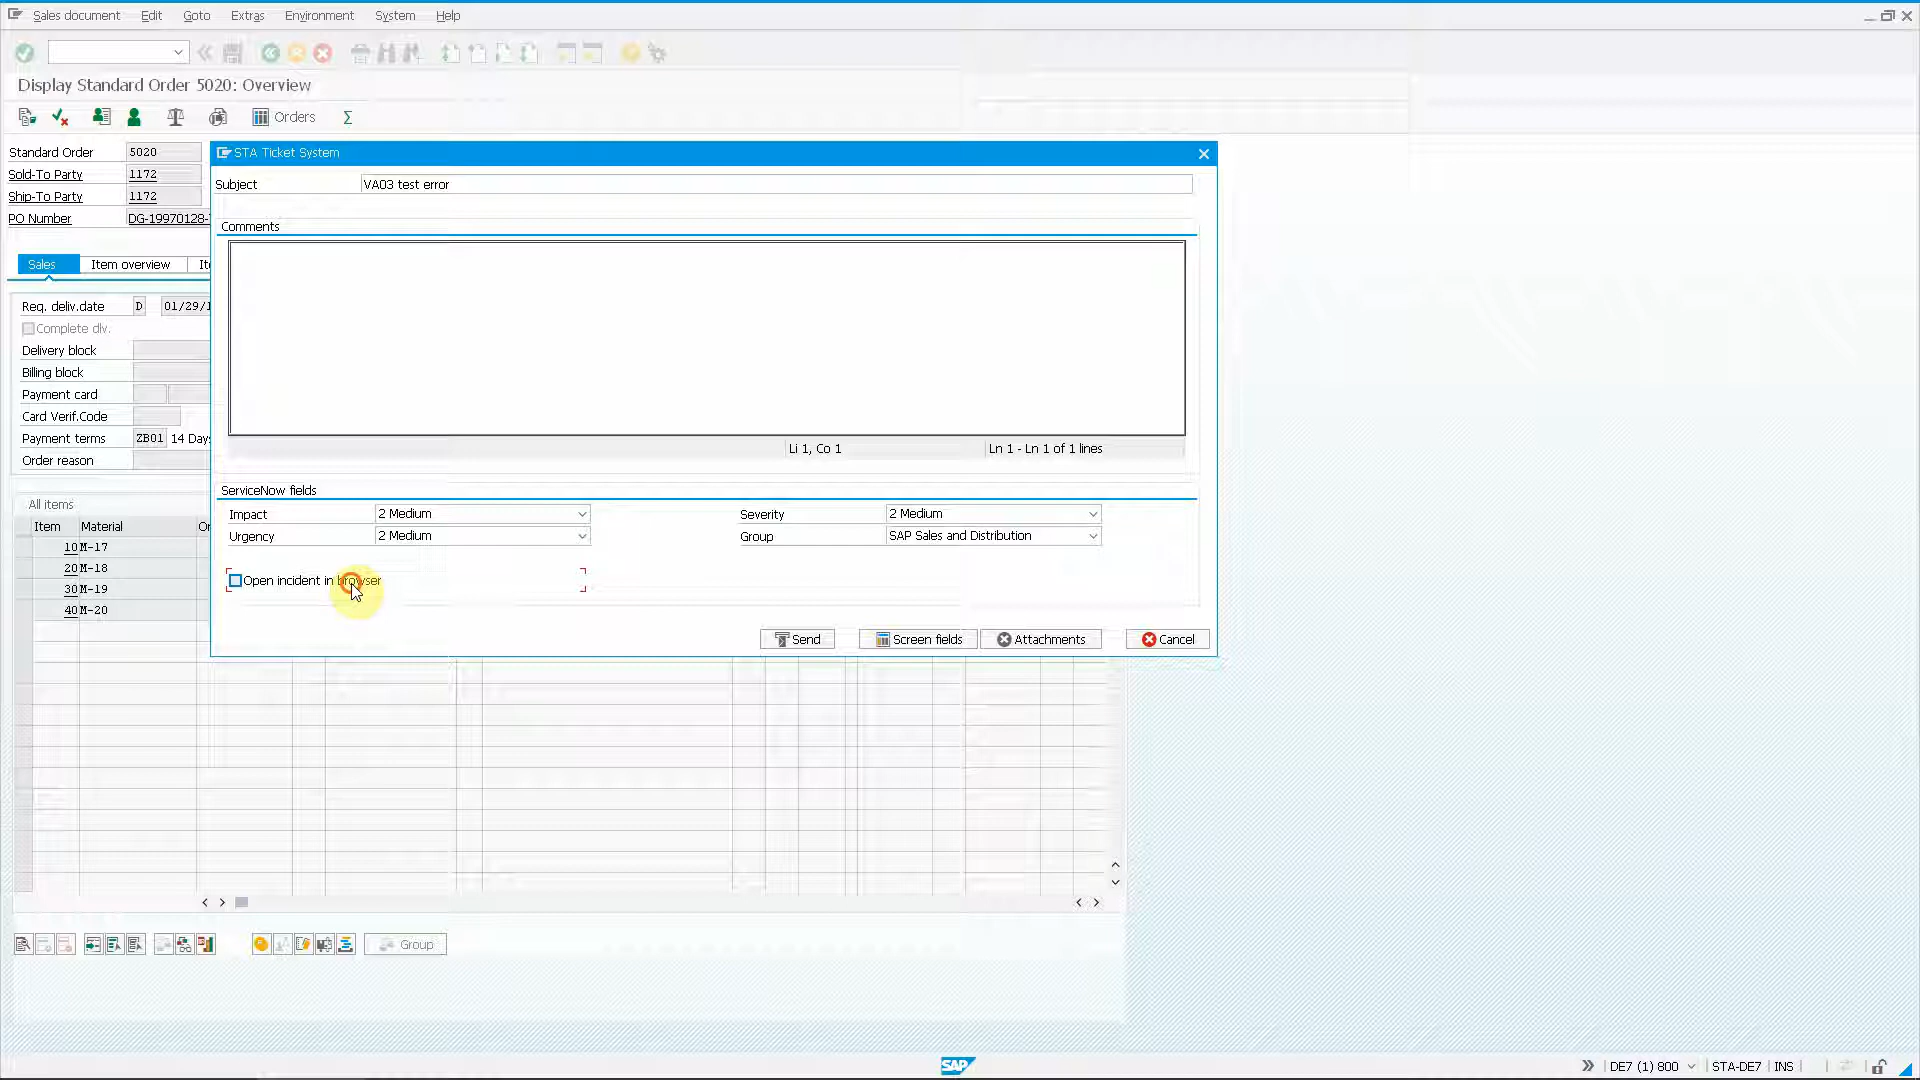 Sales document Edit Goto Extras Environment System Help
Display Standard Order 5020: Overview
Orders
Standard Order 5020
Sold-To Party 1172
Ship-To Party 1172
PO Number DG-19970128-
Sales Item overview
Req. deliv.date D 01/29/
Complete dlv.
Delivery block
Billing block
Payment card
Card Verif.Code
Payment terms ZB01 14 Days
Order reason
All items
Item Material
10 M-17
20 M-18
30 M-19
40 M-20
STA Ticket System
Subject VA03 test error
Comments
Li 1, Co 1 Ln 1 - Ln 1 of 1 lines
ServiceNow fields
Impact 2 Medium Severity 2 Medium
Urgency 2 Medium Group SAP Sales and Distribution
Open incident in browser
Send Screen fields Attachments Cancel
Group
SAP DE7 (1) 800 STA-DE7 INS